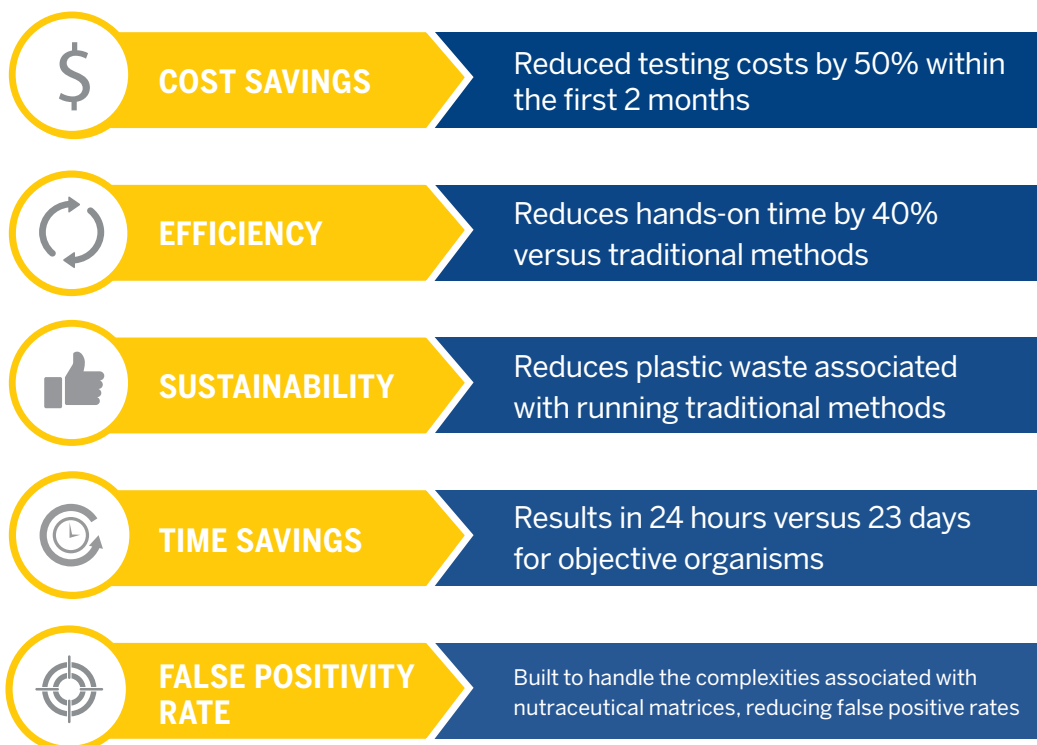 $
COST SAVINGS
Reduced testing costs by 50% within
the first 2 months
EFFICIENCY
Reduces hands-on time by 40%
versus traditional methods
SUSTAINABILITY
Reduces plastic waste associated
with running traditional methods
TIME SAVINGS
Results in 24 hours versus 23 days
for objective organisms
FALSE POSITIVITY
RATE
Built to handle the complexities associated with
nutraceutical matrices, reducing false positive rates